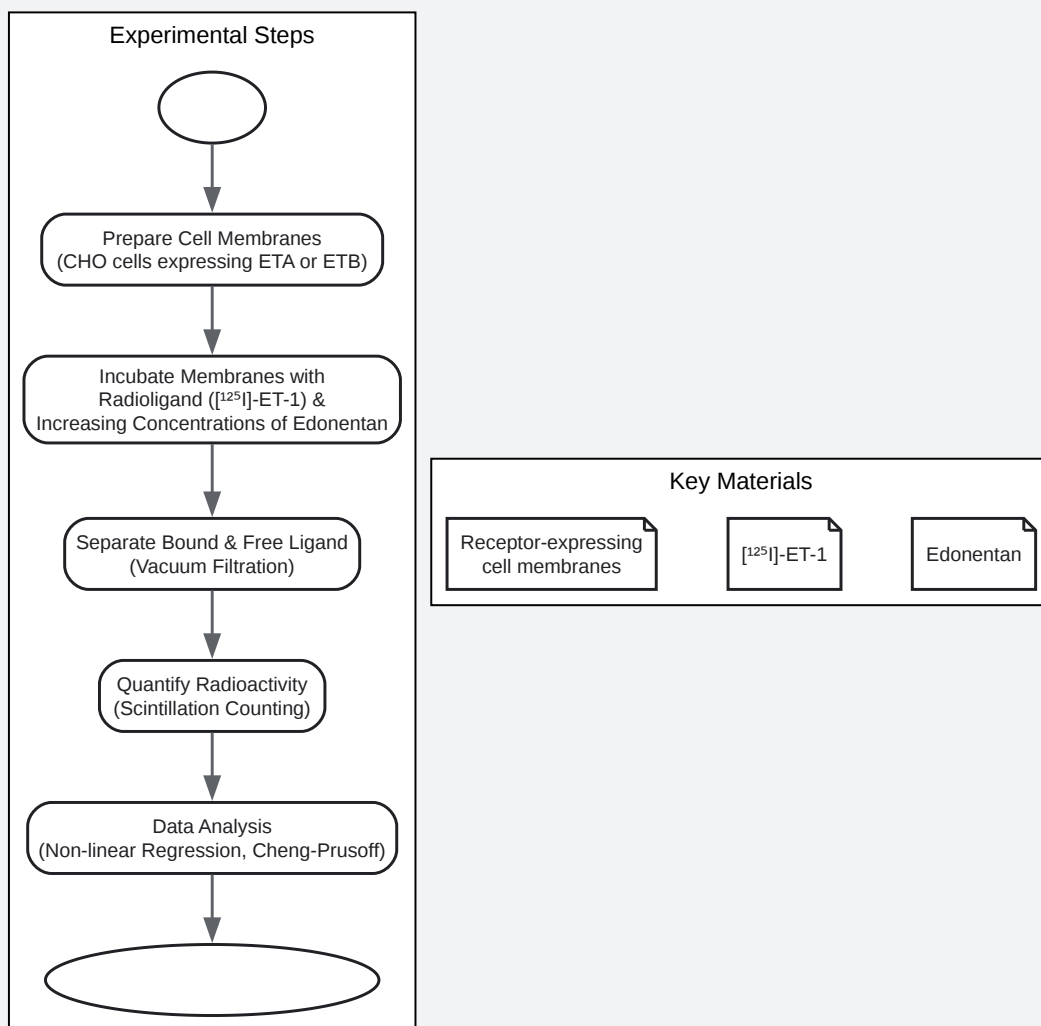 Experimental Steps
Prepare Cell Membranes
(CHO cells expressing ETA or ETB)
Incubate Membranes with
Radioligand ([¹²⁵I]-ET-1) &
Increasing Concentrations of Edonentan
Separate Bound & Free Ligand
(Vacuum Filtration)
Quantify Radioactivity
(Scintillation Counting)
Data Analysis
(Non-linear Regression, Cheng-Prusoff)
Key Materials
Receptor-expressing
cell membranes
[¹²⁵I]-ET-1
Edonentan